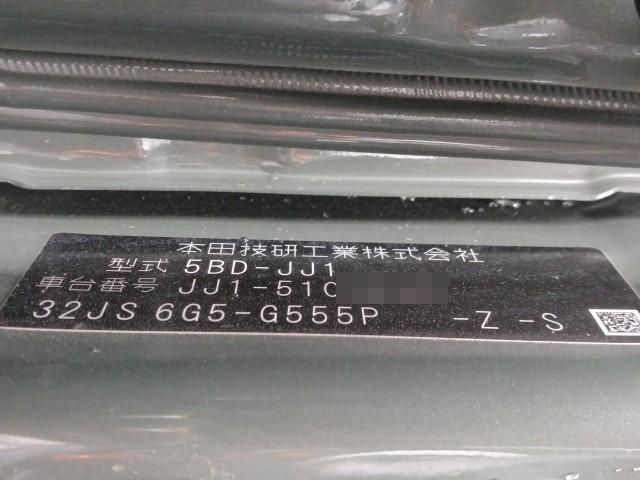 本田技研工業株式会社
型式 5BD-JJ1
車台番号 JJ1-510
32JS 6G5-G555P -Z -S